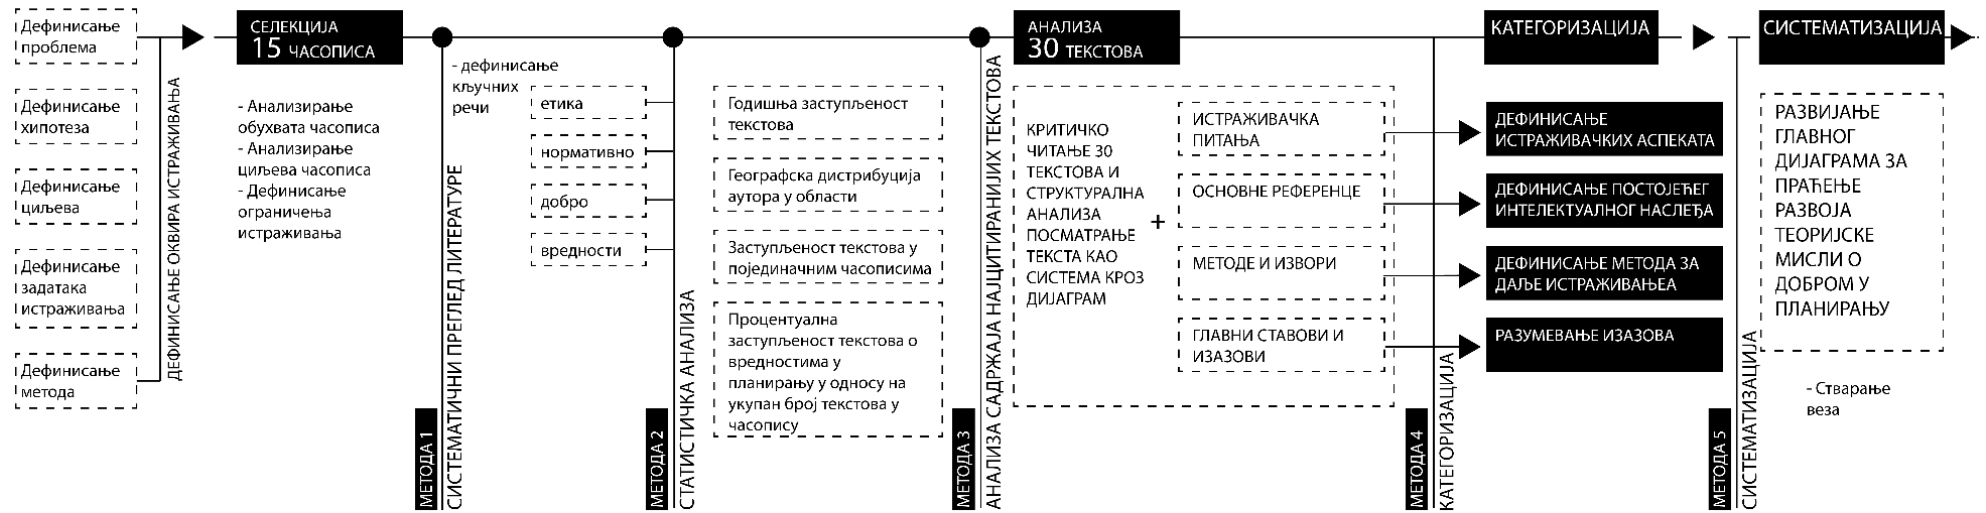 Дефинисање
проблема
Дефинисање
хипотеза
Дефинисање
циљева
Дефинисање
задатака
истраживања
Дефинисање
метода
ДЕФИНИСАЊЕ ОКВИРА ИСТРАЖИВАЊА
СЕЛЕКЦИЈА
15 ЧАСОПИСА
- Анализирање
обухвата часописа
- Анализирање
циљева часописа
- Дефинисање
ограничења
истраживања
МЕТОДА 1
СИСТЕМАТИЧНИ ПРЕГЛЕД ЛИТЕРАТУРЕ
- дефинисање
кључних
речи
етика
нормативно
добро
вредности
МЕТОДА 2
СТАТИСТИЧКА АНАЛИЗА
Годишња заступљеност
текстова
Географска дистрибуција
аутора у области
Заступљеност текстова у
појединачним часописима
Процентуална
заступљеност текстова о
вредностима у
планирању у односу на
укупан број текстова у
часопису
МЕТОДА 3
АНАЛИЗА САДРЖАЈА НАЈЦИТИРАНИЈИХ ТЕКСТОВА
АНАЛИЗА
30 ТЕКСТОВА
КРИТИЧКО
ЧИТАЊЕ 30
ТЕКСТОВА И
СТРУКТУРАЛНА
АНАЛИЗА
ПОСМАТРАЊЕ
ТЕКСТА КАО
СИСТЕМА КРОЗ
ДИЈАГРАМ
+
ИСТРАЖИВАЧКА
ПИТАЊА
ОСНОВНЕ РЕФЕРЕНЦЕ
МЕТОДЕ И ИЗВОРИ
ГЛАВНИ СТАВОВИ И
ИЗАЗОВИ
МЕТОДА 4
КАТЕГОРИЗАЦИЈА
КАТЕГОРИЗАЦИЈА
ДЕФИНИСАЊЕ
ИСТРАЖИВАЧКИХ АСПЕКАТА
ДЕФИНИСАЊЕ ПОСТОЈЕЋЕГ
ИНТЕЛЕКТУАЛНОГ НАСЛЕЂА
ДЕФИНИСАЊЕ МЕТОДА ЗА
ДАЉЕ ИСТРАЖИВАЊЕА
РАЗУМЕВАЊЕ ИЗАЗОВА
МЕТОДА 5
СИСТЕМАТИЗАЦИЈА
СИСТЕМАТИЗАЦИЈА
РАЗВИЈАЊЕ
ГЛАВНОГ
ДИЈАГРАМА ЗА
ПРАЋЕЊЕ
РАЗВОЈА
ТЕОРИЈСКЕ
МИСЛИ О
ДОБРОМ У
ПЛАНИРАЊУ
- Стварање
веза